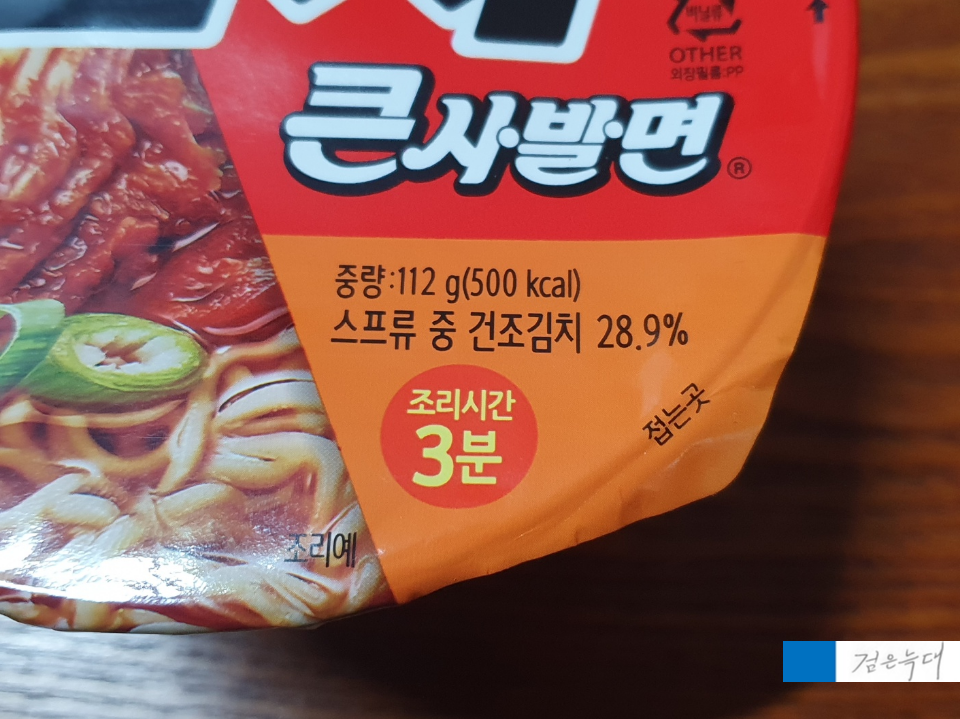 비닐류
OTHER
외장필름:PP
큰사발면
®
중량:112 g(500 kcal)
스프류 중 건조김치 28.9%
조리시간
3분
접는곳
조리예
검은늑대